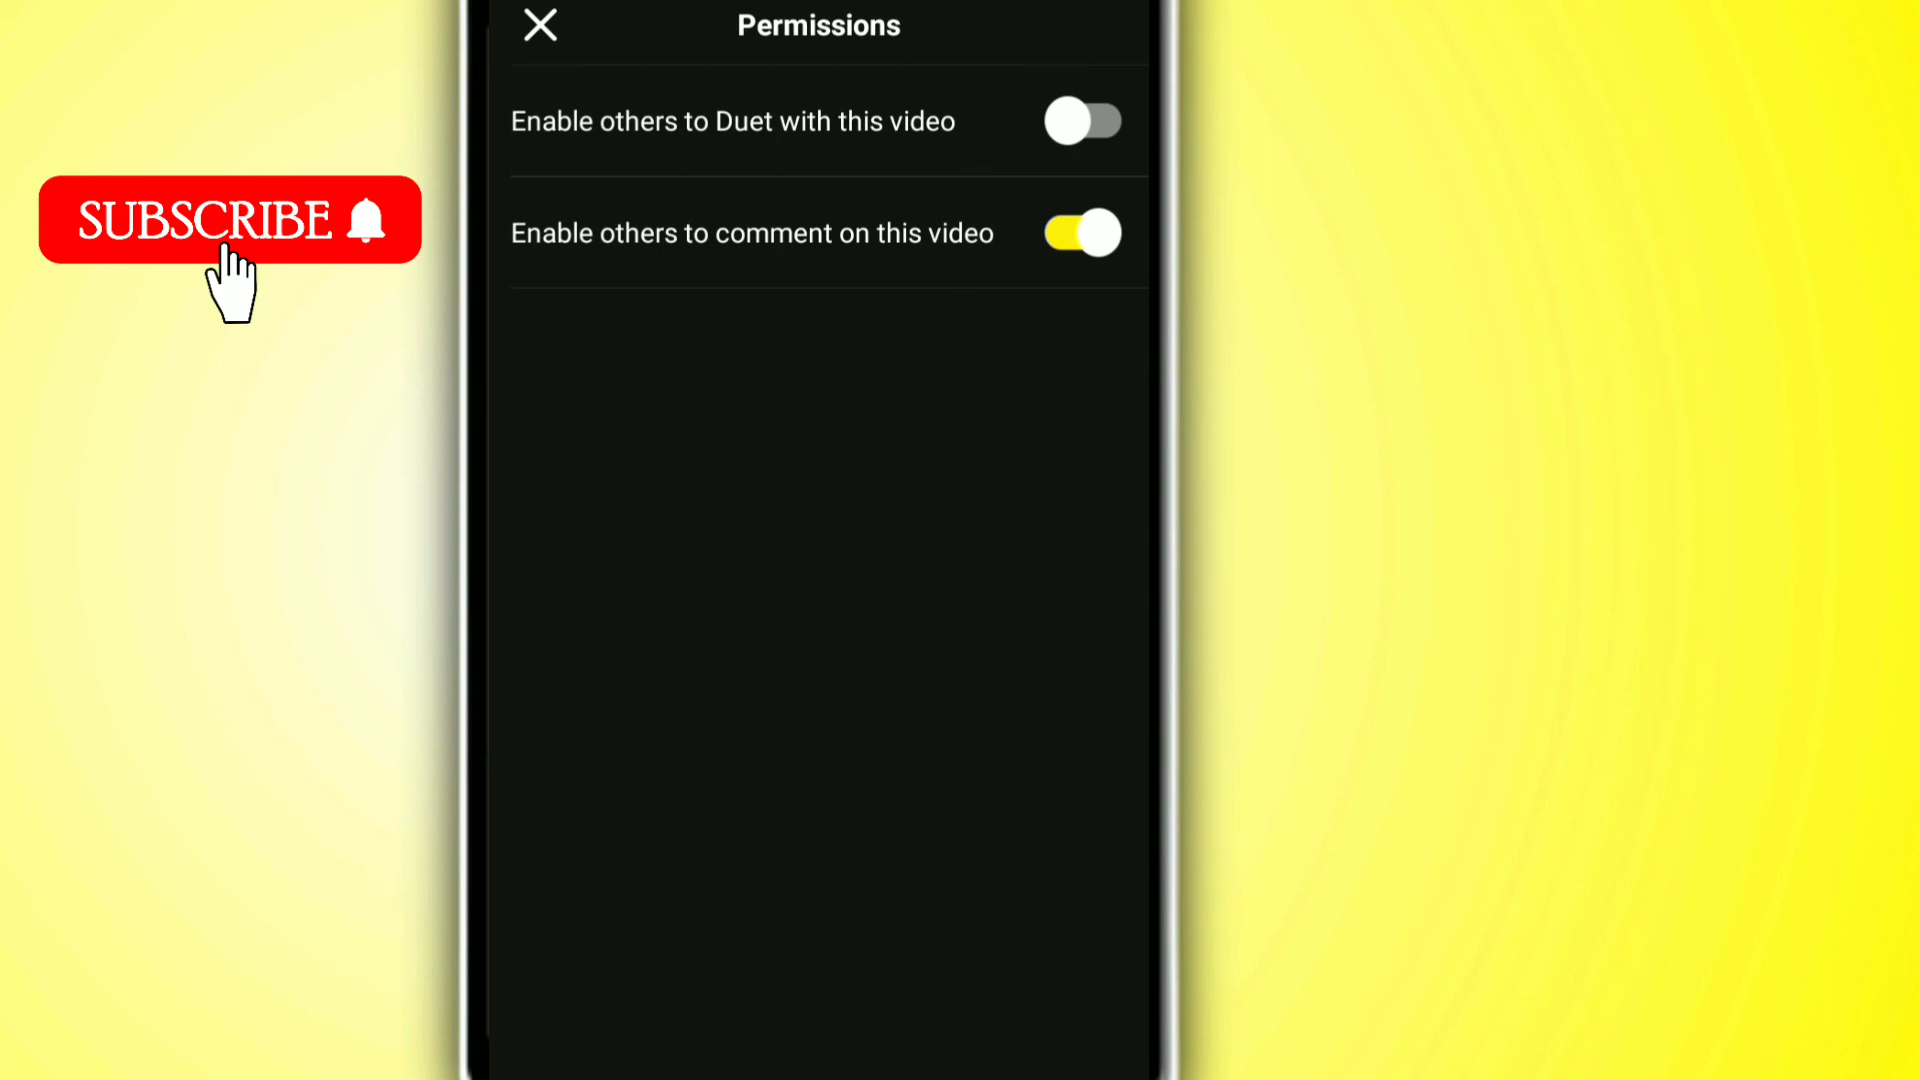 Permissions
Enable others to Duet with this video
SUBSCRIBE
Enable others to comment on this video